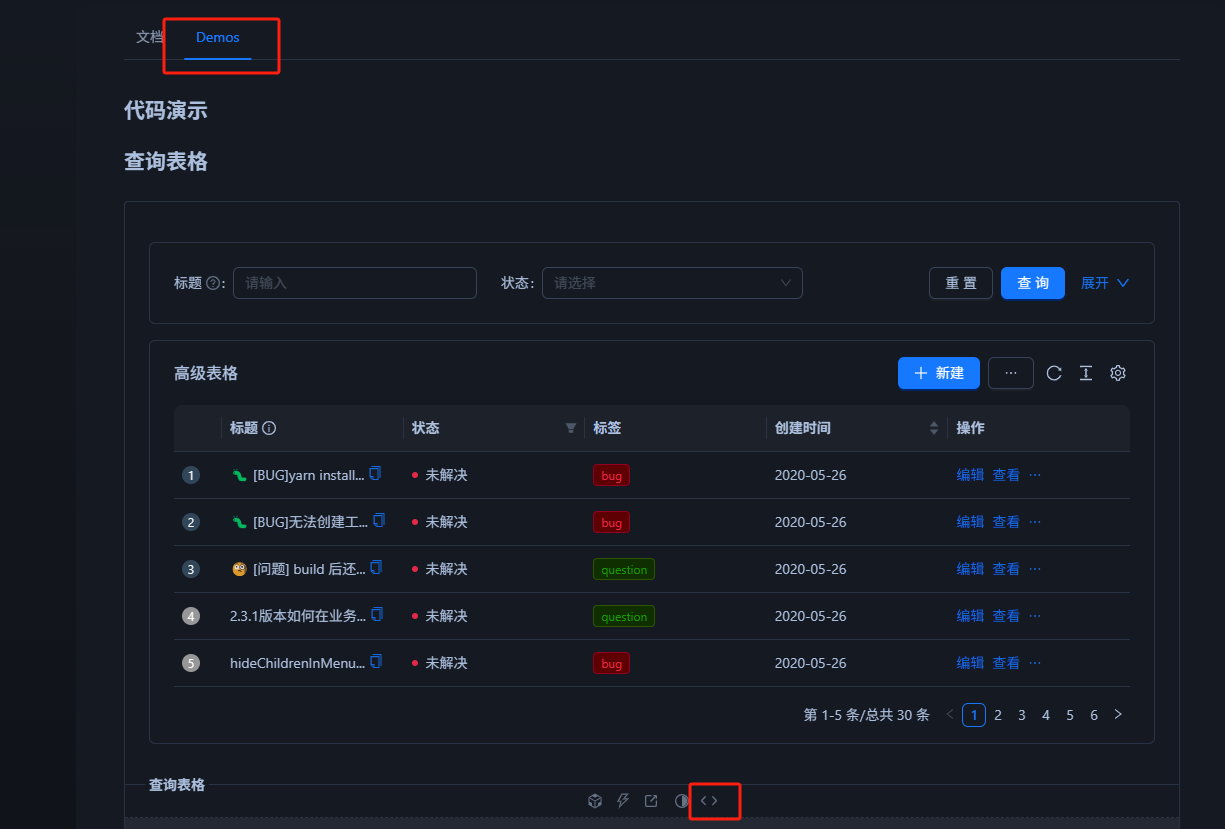 文档 Demos
代码演示
查询表格
标题 : 请输入 状态 : 请选择 重 置 查 询 展开
高级表格 新建 ···
标题 状态 标签 创建时间 操作
1 [BUG]yarn install... 未解决 bug 2020-05-26 编辑 查看 ···
2 [BUG]无法创建工... 未解决 bug 2020-05-26 编辑 查看 ···
3 [问题] build 后还... 未解决 question 2020-05-26 编辑 查看 ···
4 2.3.1版本如何在业务... 未解决 question 2020-05-26 编辑 查看 ···
5 hideChildrenInMenu... 未解决 bug 2020-05-26 编辑 查看 ···
第 1-5 条/总共 30 条 < 1 2 3 4 5 6 >
查询表格